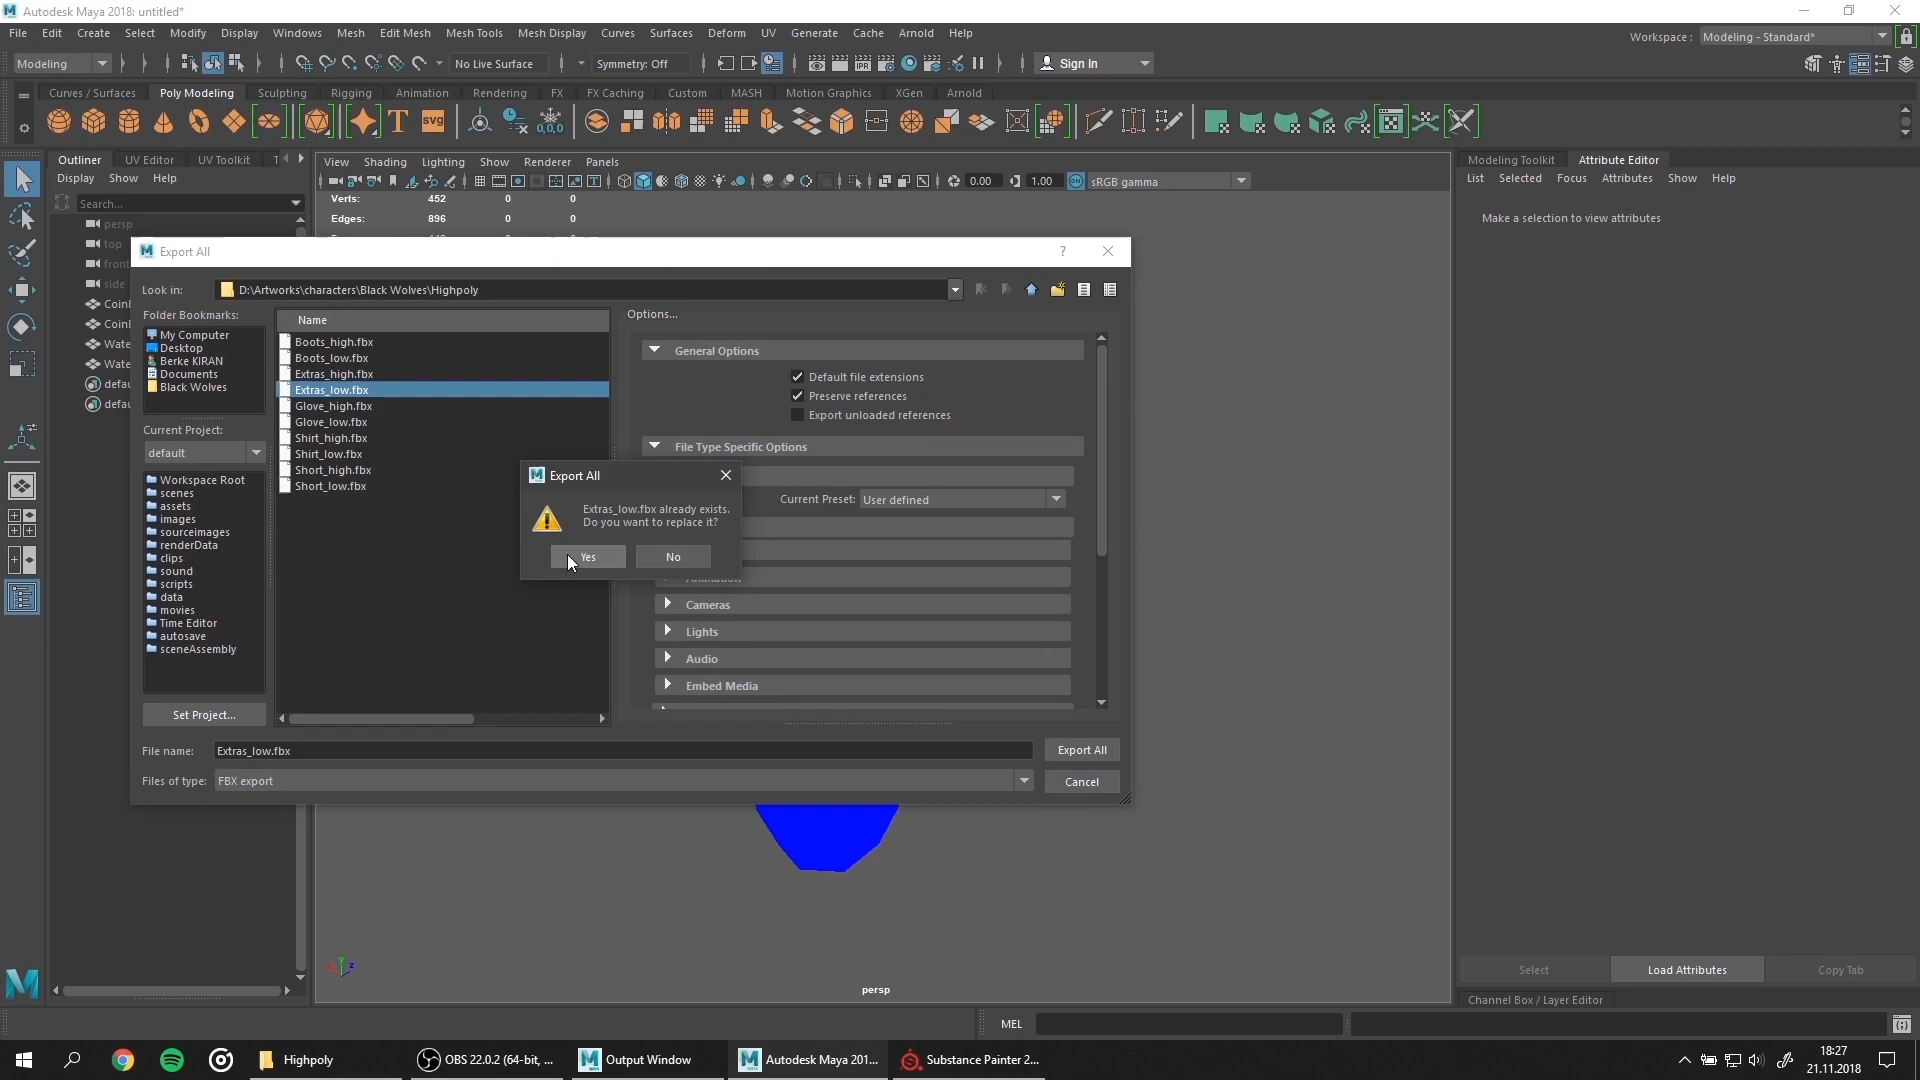 Autodesk Maya 2018: untitled*
File Edit Create Select Modify Display Windows Mesh Edit Mesh Mesh Tools Mesh Display Curves Surfaces Deform UV Generate Cache Arnold Help
Workspace : Modeling - Standard*
Modeling No Live Surface Symmetry: Off Sign In
Curves / Surfaces Poly Modeling Sculpting Rigging Animation Rendering FX FX Caching Custom MASH Motion Graphics XGen Arnold
Outliner UV Editor UV Toolkit
Display Show Help
Search...
persp
top
front
side
CoinB
CoinB
Wate
Wate
defau
defau
View Shading Lighting Show Renderer Panels
0.00 1.00 sRGB gamma
Verts: 452 0 0
Edges: 896 0 0
Modeling Toolkit Attribute Editor
List Selected Focus Attributes Show Help
Make a selection to view attributes
Export All
Look in: D:\Artworks\characters\Black Wolves\Highpoly
Folder Bookmarks:
My Computer
Desktop
Berke KIRAN
Documents
Black Wolves
Current Project:
default
Workspace Root
scenes
assets
images
sourceimages
renderData
clips
sound
scripts
data
movies
Time Editor
autosave
sceneAssembly
Set Project...
Name
Boots_high.fbx
Boots_low.fbx
Extras_high.fbx
Extras_low.fbx
Glove_high.fbx
Glove_low.fbx
Shirt_high.fbx
Shirt_low.fbx
Short_high.fbx
Short_low.fbx
Options...
General Options
Default file extensions
Preserve references
Export unloaded references
File Type Specific Options
Current Preset: User defined
Animation
Cameras
Lights
Audio
Embed Media
Export All
Extras_low.fbx already exists.
Do you want to replace it?
Yes No
File name: Extras_low.fbx
Export All
Files of type: FBX export
Cancel
persp
Select Load Attributes Copy Tab
Channel Box / Layer Editor
MEL
Highpoly
OBS 22.0.2 (64-bit, ...
Output Window
Autodesk Maya 201...
Substance Painter 2...
18:27
21.11.2018